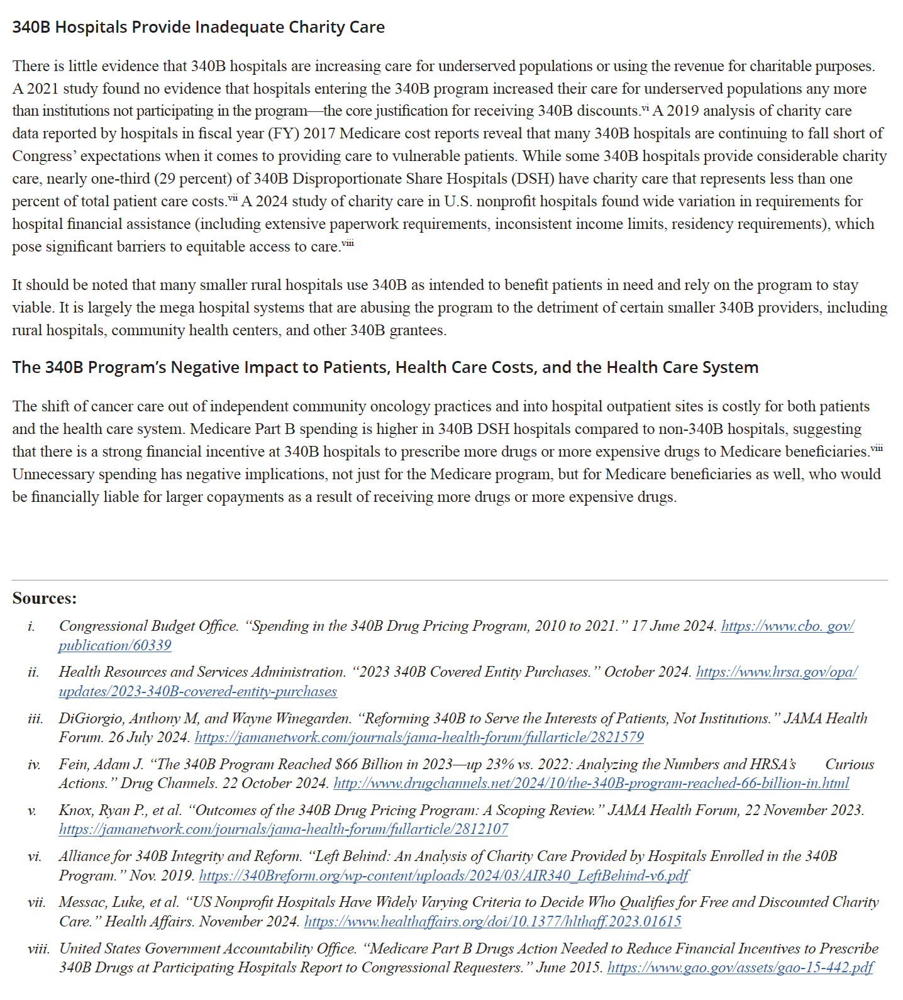 340B Hospitals Provide Inadequate Charity Care
There is little evidence that 340B hospitals are increasing care for underserved populations or using the revenue for charitable purposes.
A 2021 study found no evidence that hospitals entering the 340B program increased their care for underserved populations any more
than institutions not participating in the program—the core justification for receiving 340B discounts.vi A 2019 analysis of charity care
data reported by hospitals in fiscal year (FY) 2017 Medicare cost reports reveal that many 340B hospitals are continuing to fall short of
Congress’ expectations when it comes to providing care to vulnerable patients. While some 340B hospitals provide considerable charity
care, nearly one-third (29 percent) of 340B Disproportionate Share Hospitals (DSH) have charity care that represents less than one
percent of total patient care costs.vii A 2024 study of charity care in U.S. nonprofit hospitals found wide variation in requirements for
hospital financial assistance (including extensive paperwork requirements, inconsistent income limits, residency requirements), which
pose significant barriers to equitable access to care.viii
It should be noted that many smaller rural hospitals use 340B as intended to benefit patients in need and rely on the program to stay
viable. It is largely the mega hospital systems that are abusing the program to the detriment of certain smaller 340B providers, including
rural hospitals, community health centers, and other 340B grantees.
The 340B Program’s Negative Impact to Patients, Health Care Costs, and the Health Care System
The shift of cancer care out of independent community oncology practices and into hospital outpatient sites is costly for both patients
and the health care system. Medicare Part B spending is higher in 340B DSH hospitals compared to non-340B hospitals, suggesting
that there is a strong financial incentive at 340B hospitals to prescribe more drugs or more expensive drugs to Medicare beneficiaries.viii
Unnecessary spending has negative implications, not just for the Medicare program, but for Medicare beneficiaries as well, who would
be financially liable for larger copayments as a result of receiving more drugs or more expensive drugs.
Sources:
i. Congressional Budget Office. “Spending in the 340B Drug Pricing Program, 2010 to 2021.” 17 June 2024. https://www.cbo. gov/
publication/60339
ii. Health Resources and Services Administration. “2023 340B Covered Entity Purchases.” October 2024. https://www.hrsa.gov/opa/
updates/2023-340B-covered-entity-purchases
iii. DiGiorgio, Anthony M, and Wayne Winegarden. “Reforming 340B to Serve the Interests of Patients, Not Institutions.” JAMA Health
Forum. 26 July 2024. https://jamanetwork.com/journals/jama-health-forum/fullarticle/2821579
iv. Fein, Adam J. “The 340B Program Reached $66 Billion in 2023—up 23% vs. 2022: Analyzing the Numbers and HRSA’s Curious
Actions.” Drug Channels. 22 October 2024. http://www.drugchannels.net/2024/10/the-340B-program-reached-66-billion-in.html
v. Knox, Ryan P., et al. “Outcomes of the 340B Drug Pricing Program: A Scoping Review.” JAMA Health Forum, 22 November 2023.
https://jamanetwork.com/journals/jama-health-forum/fullarticle/2812107
vi. Alliance for 340B Integrity and Reform. “Left Behind: An Analysis of Charity Care Provided by Hospitals Enrolled in the 340B
Program.” Nov. 2019. https://340Breform.org/wp-content/uploads/2024/03/AIR340_LeftBehind-v6.pdf
vii. Messac, Luke, et al. “US Nonprofit Hospitals Have Widely Varying Criteria to Decide Who Qualifies for Free and Discounted Charity
Care.” Health Affairs. November 2024. https://www.healthaffairs.org/doi/10.1377/hlthaff.2023.01615
viii. United States Government Accountability Office. “Medicare Part B Drugs Action Needed to Reduce Financial Incentives to Prescribe
340B Drugs at Participating Hospitals Report to Congressional Requesters.” June 2015. https://www.gao.gov/assets/gao-15-442.pdf